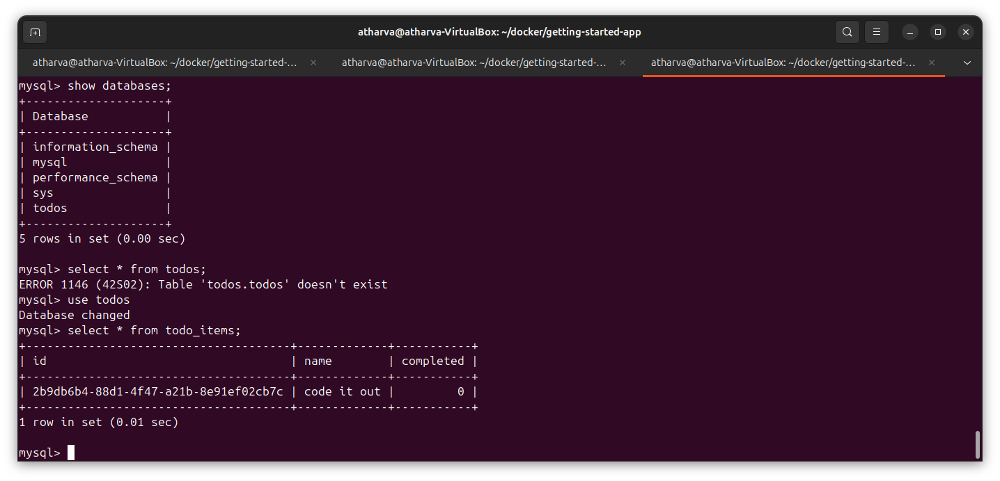 atharva@atharva-VirtualBox: ~/docker/getting-started-app
atharva@atharva-VirtualBox: ~/docker/getting-started-... atharva@atharva-VirtualBox: ~/docker/getting-started-... atharva@atharva-VirtualBox: ~/docker/getting-started-...
mysql> show databases;
+--------------------+
| Database           |
+--------------------+
| information_schema |
| mysql              |
| performance_schema |
| sys                |
| todos              |
+--------------------+
5 rows in set (0.00 sec)
mysql> select * from todos;
ERROR 1146 (42S02): Table 'todos.todos' doesn't exist
mysql> use todos
Database changed
mysql> select * from todo_items;
+--------------------------------------+-------------+-----------+
| id                                   | name        | completed |
+--------------------------------------+-------------+-----------+
| 2b9db6b4-88d1-4f47-a21b-8e91ef02cb7c | code it out |         0 |
+--------------------------------------+-------------+-----------+
1 row in set (0.01 sec)
mysql>